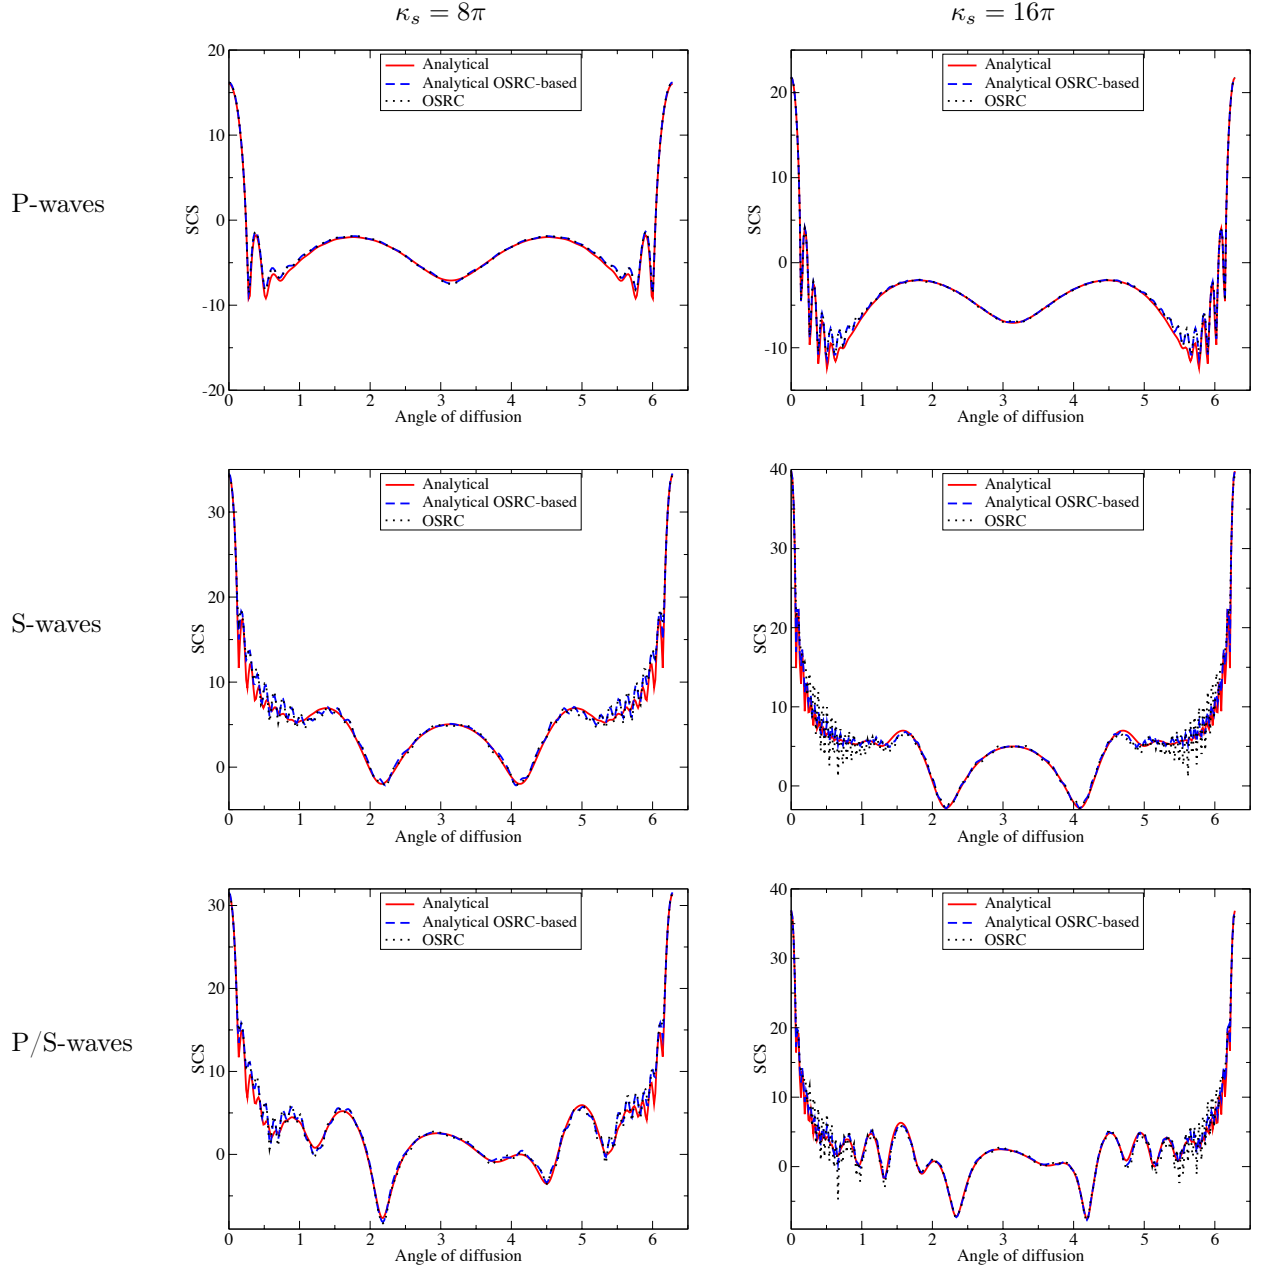 κ_s = 8π
κ_s = 16π
P-waves
20
10
0
-10
-20
SCS
Analytical
Analytical OSRC-based
OSRC
0 1 2 3 4 5 6
Angle of diffusion
20
10
0
-10
SCS
Analytical
Analytical OSRC-based
OSRC
0 1 2 3 4 5 6
Angle of diffusion
S-waves
30
20
10
0
SCS
Analytical
Analytical OSRC-based
OSRC
0 1 2 3 4 5 6
Angle of diffusion
40
30
20
10
0
SCS
Analytical
Analytical OSRC-based
OSRC
0 1 2 3 4 5 6
Angle of diffusion
P/S-waves
30
20
10
0
SCS
Analytical
Analytical OSRC-based
OSRC
0 1 2 3 4 5 6
Angle of diffusion
40
30
20
10
0
SCS
Analytical
Analytical OSRC-based
OSRC
0 1 2 3 4 5 6
Angle of diffusion